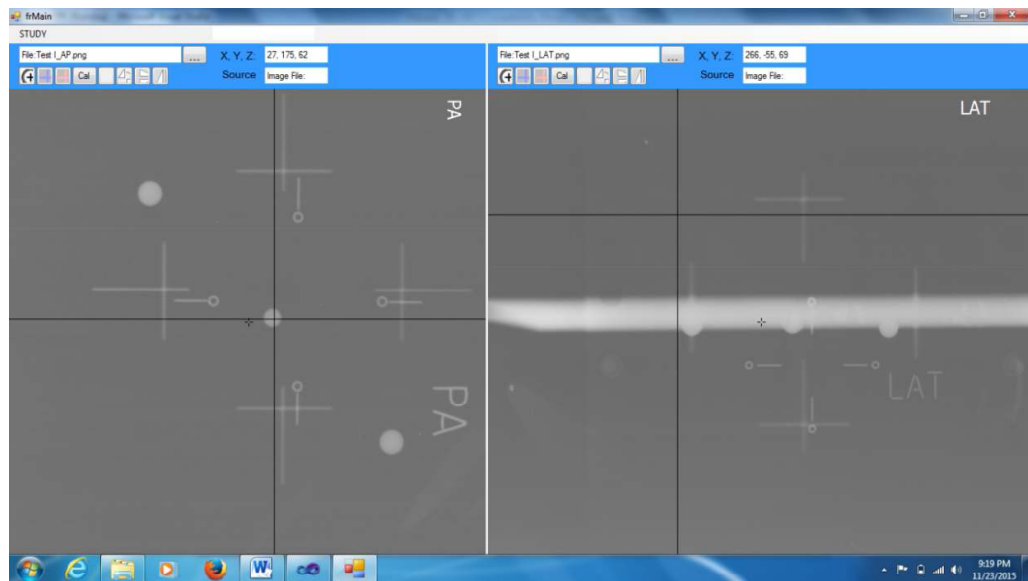 frMain
STUDY
File:Test I_AP.png
...
X, Y, Z:
27, 175, 62
Cal
Source
Image File:
File:Test I_LAT.png
...
X, Y, Z:
266, -55, 69
Cal
Source
Image File:
PA
PA
LAT
LAT
9:19 PM
11/23/2015